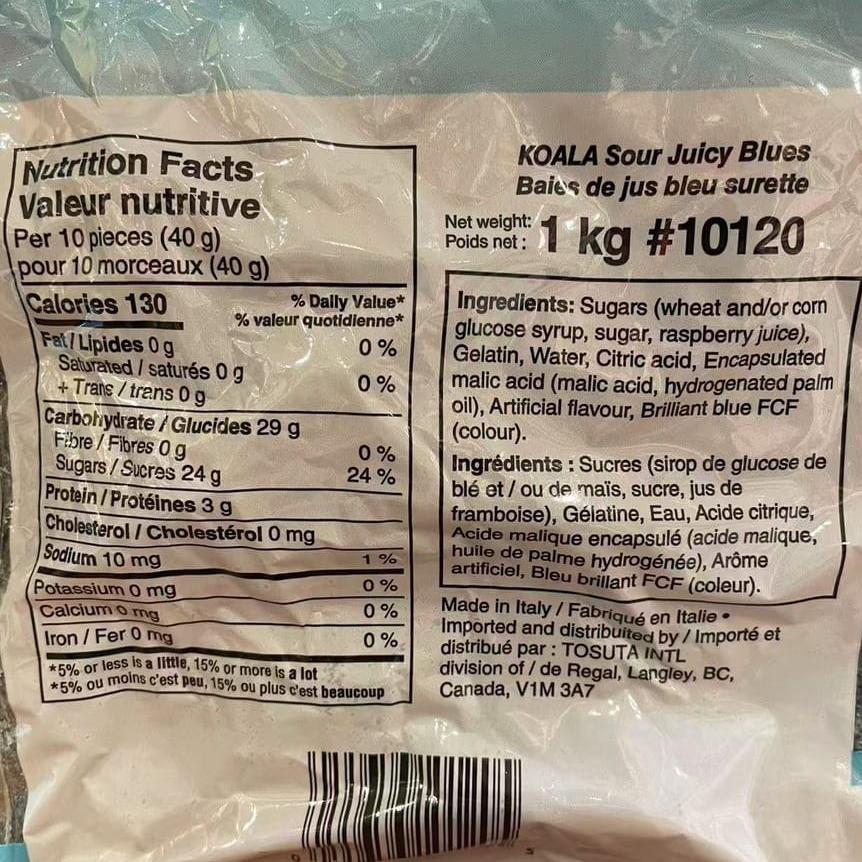 Nutrition Facts
Valeur nutritive
Per 10 pieces (40 g)
pour 10 morceaux (40 g)
Calories 130
% Daily Value*
% valeur quotidienne*
Fat / Lipides 0 g 0 %
Saturated / saturés 0 g
+ Trans / trans 0 g 0 %
Carbohydrate / Glucides 29 g
Fibre / Fibres 0 g 0 %
Sugars / Sucres 24 g 24 %
Protein / Protéines 3 g
Cholesterol / Cholestérol 0 mg
Sodium 10 mg 1 %
Potassium 0 mg 0 %
Calcium 0 mg 0 %
Iron / Fer 0 mg 0 %
*5% or less is a little, 15% or more is a lot
*5% ou moins c'est peu, 15% ou plus c'est beaucoup
KOALA Sour Juicy Blues
Baies de jus bleu surette
Net weight:
Poids net : 1 kg #10120
Ingredients: Sugars (wheat and/or corn
glucose syrup, sugar, raspberry juice),
Gelatin, Water, Citric acid, Encapsulated
malic acid (malic acid, hydrogenated palm
oil), Artificial flavour, Brilliant blue FCF
(colour).
Ingrédients : Sucres (sirop de glucose de
blé et / ou de maïs, sucre, jus de
framboise), Gélatine, Eau, Acide citrique,
Acide malique encapsulé (acide malique,
huile de palme hydrogénée), Arôme
artificiel, Bleu brillant FCF (coleur).
Made in Italy / Fabriqué en Italie •
Imported and distribuited by / Importé et
distribué par : TOSUTA INTL
division of / de Regal, Langley, BC,
Canada, V1M 3A7